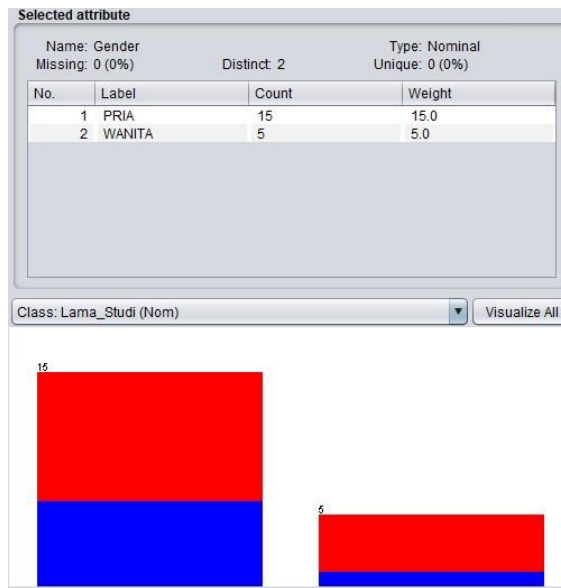 Selected attribute
Name: Gender Type: Nominal
Missing: 0 (0%) Distinct: 2 Unique: 0 (0%)
No. Label Count Weight
1 PRIA 15 15.0
2 WANITA 5 5.0
Class: Lama_Studi (Nom) Visualize All
15
5